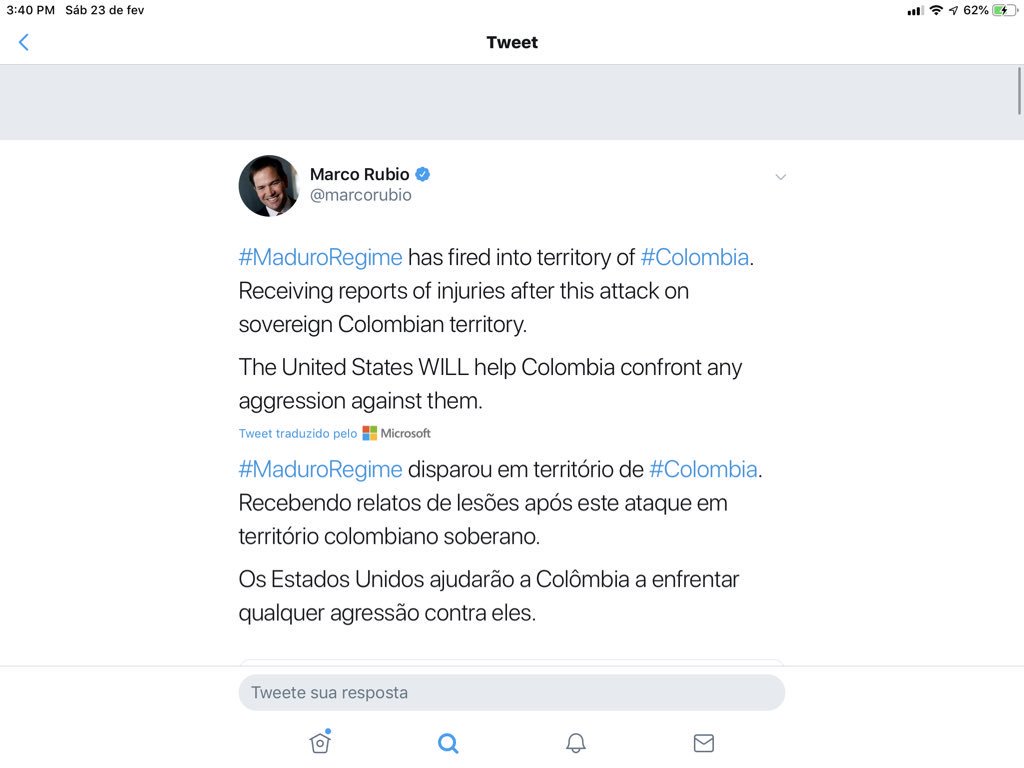 3:40 PM Sáb 23 de fev 62%
Tweet
Marco Rubio
@marcorubio
#MaduroRegime has fired into territory of #Colombia.
Receiving reports of injuries after this attack on
sovereign Colombian territory.
The United States WILL help Colombia confront any
aggression against them.
Tweet traduzido pelo Microsoft
#MaduroRegime disparou em território de #Colombia.
Recebendo relatos de lesões após este ataque em
território colombiano soberano.
Os Estados Unidos ajudarão a Colômbia a enfrentar
qualquer agressão contra eles.
Tweete sua resposta